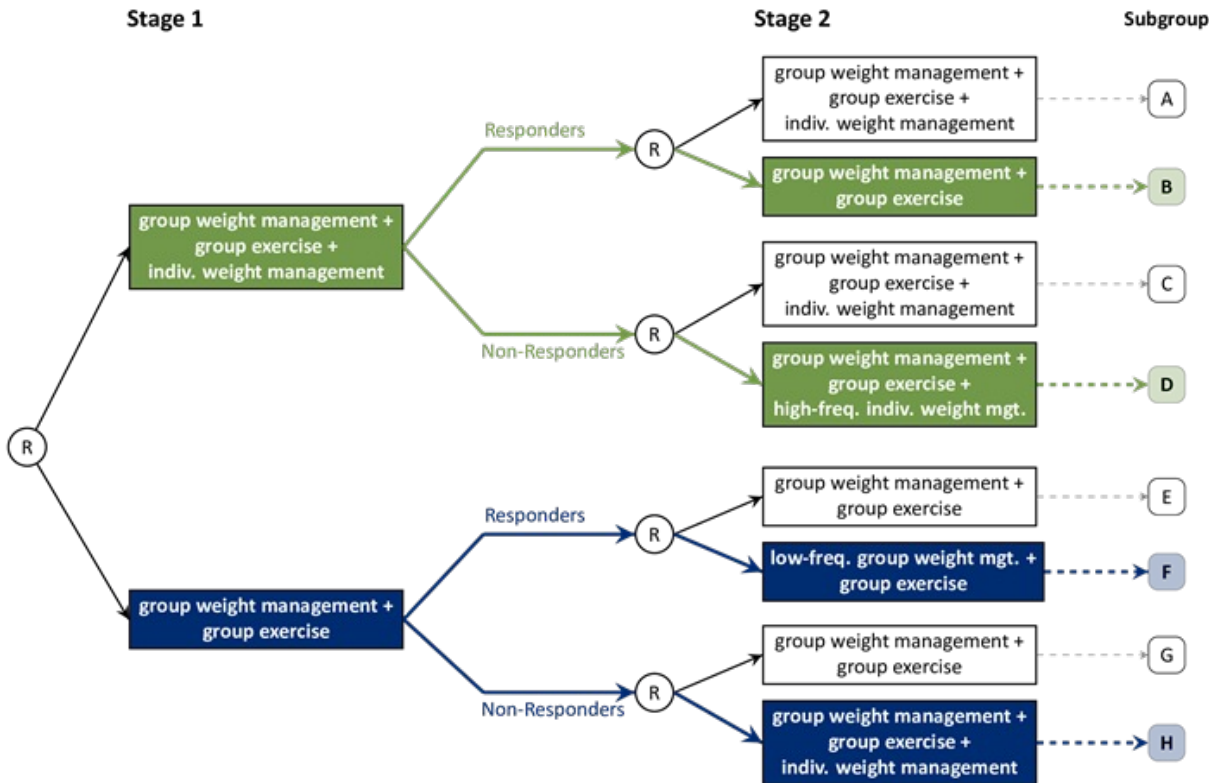 Stage 1
Stage 2
Subgroup
R
group weight management +
group exercise +
indiv. weight management
Responders
R
group weight management +
group exercise +
indiv. weight management
A
group weight management +
group exercise
B
Non-Responders
R
group weight management +
group exercise +
indiv. weight management
C
group weight management +
group exercise +
high-freq. indiv. weight mgt.
D
group weight management +
group exercise
Responders
R
group weight management +
group exercise
E
low-freq. group weight mgt. +
group exercise
F
Non-Responders
R
group weight management +
group exercise
G
group weight management +
group exercise +
indiv. weight management
H